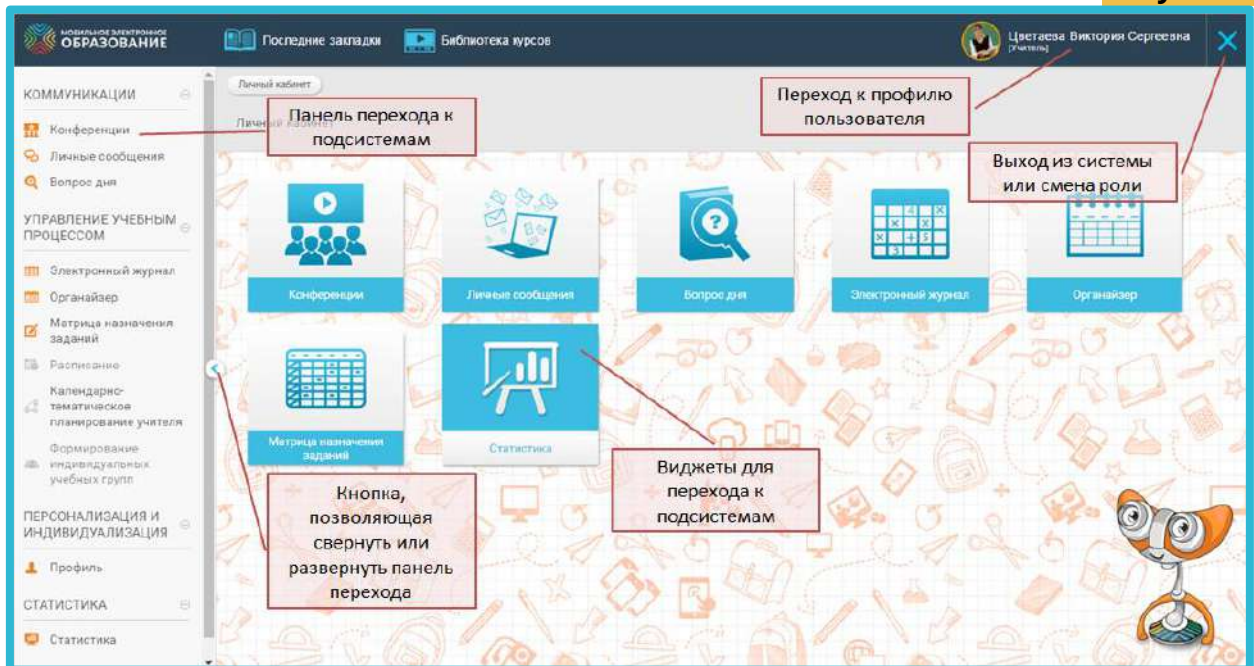 МОБИЛЬНОЕ ЭЛЕКТРОННОЕ
ОБРАЗОВАНИЕ
Последние закладки
Библиотека курсов
Цветаева Виктория Сергеевна
[Учитель]
КОММУНИКАЦИИ
Конференции
Личные сообщения
Вопрос дня
УПРАВЛЕНИЕ УЧЕБНЫМ
ПРОЦЕССОМ
Электронный журнал
Органайзер
Матрица назначения
заданий
Расписание
Календарно-
тематическое
планирование учителя
Формирование
индивидуальных
учебных групп
ПЕРСОНАЛИЗАЦИЯ И
ИНДИВИДУАЛИЗАЦИЯ
Профиль
СТАТИСТИКА
Статистика
Личный кабинет
Личный кабинет
Панель перехода к
подсистемам
Переход к профилю
пользователя
Выход из системы
или смена роли
Конференции
Личные сообщения
Вопрос дня
Электронный журнал
Органайзер
Матрица назначения
заданий
Статистика
Кнопка,
позволяющая
свернуть или
развернуть панель
перехода
Виджеты для
перехода к
подсистемам